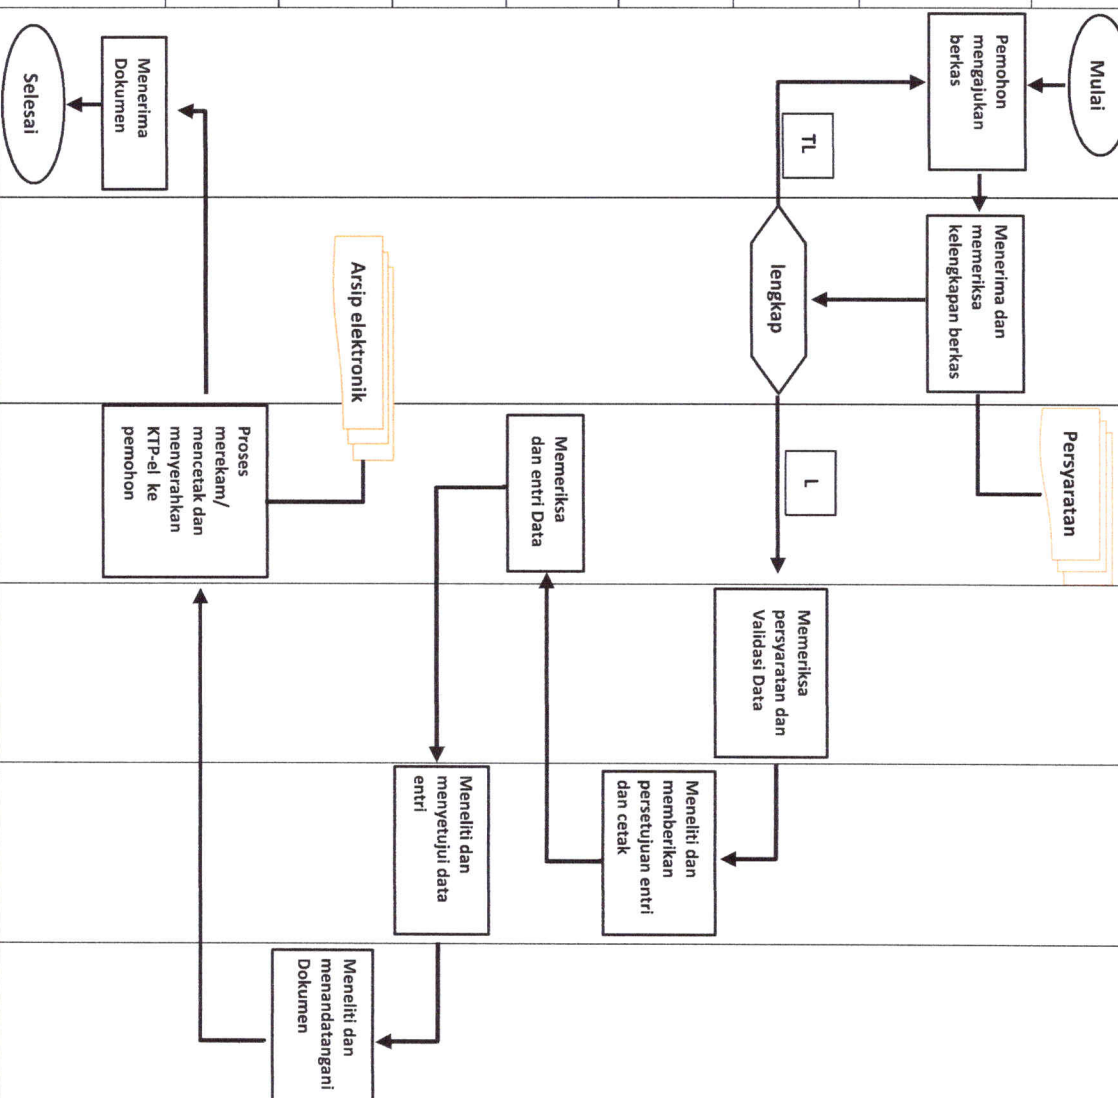 Mulai
Pemohon
mengajukan
berkas
Menerima dan
memeriksa
kelengkapan berkas
Persyaratan
TL
lengkap
L
Memeriksa
persyaratan dan
Validasi Data
Meneliti dan
memberikan
persetujuan entri
dan cetak
Memeriksa
dan entri Data
Meneliti dan
menyetujui data
entri
Meneliti dan
menandatangani
Dokumen
Arsip elektronik
Proses
merekam/
mencetak dan
menyerahkan
KTP-el ke
pemohon
Menerima
Dokumen
Selesai